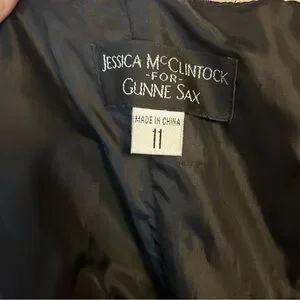 JESSICA MCCLINTOCK
-FOR-
GUNNE SAX
MADE IN CHINA
11